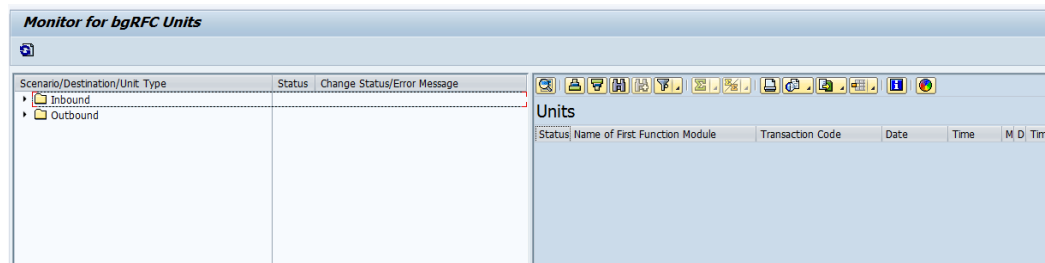 Monitor for bgRFC Units
Scenario/Destination/Unit Type Status Change Status/Error Message
Inbound
Outbound
Units
Status Name of First Function Module Transaction Code Date Time M D Tim